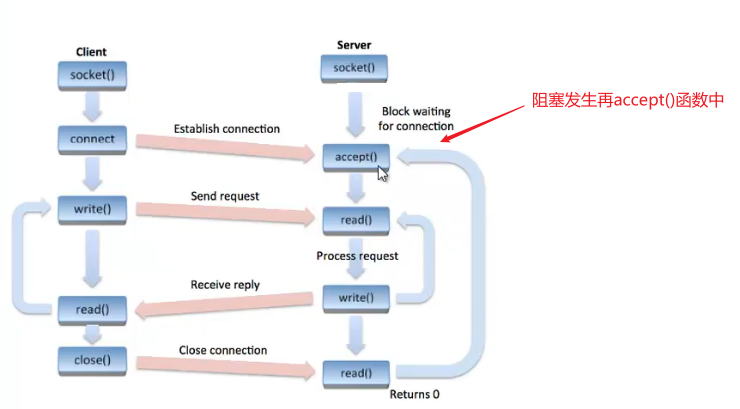 Client
Server
socket()
socket()
Block waiting
for connection
阻塞发生再accept()函数中
Establish connection
connect
accept()
Send request
write()
read()
Process request
Receive reply
write()
read()
Close connection
close()
read()
Returns 0